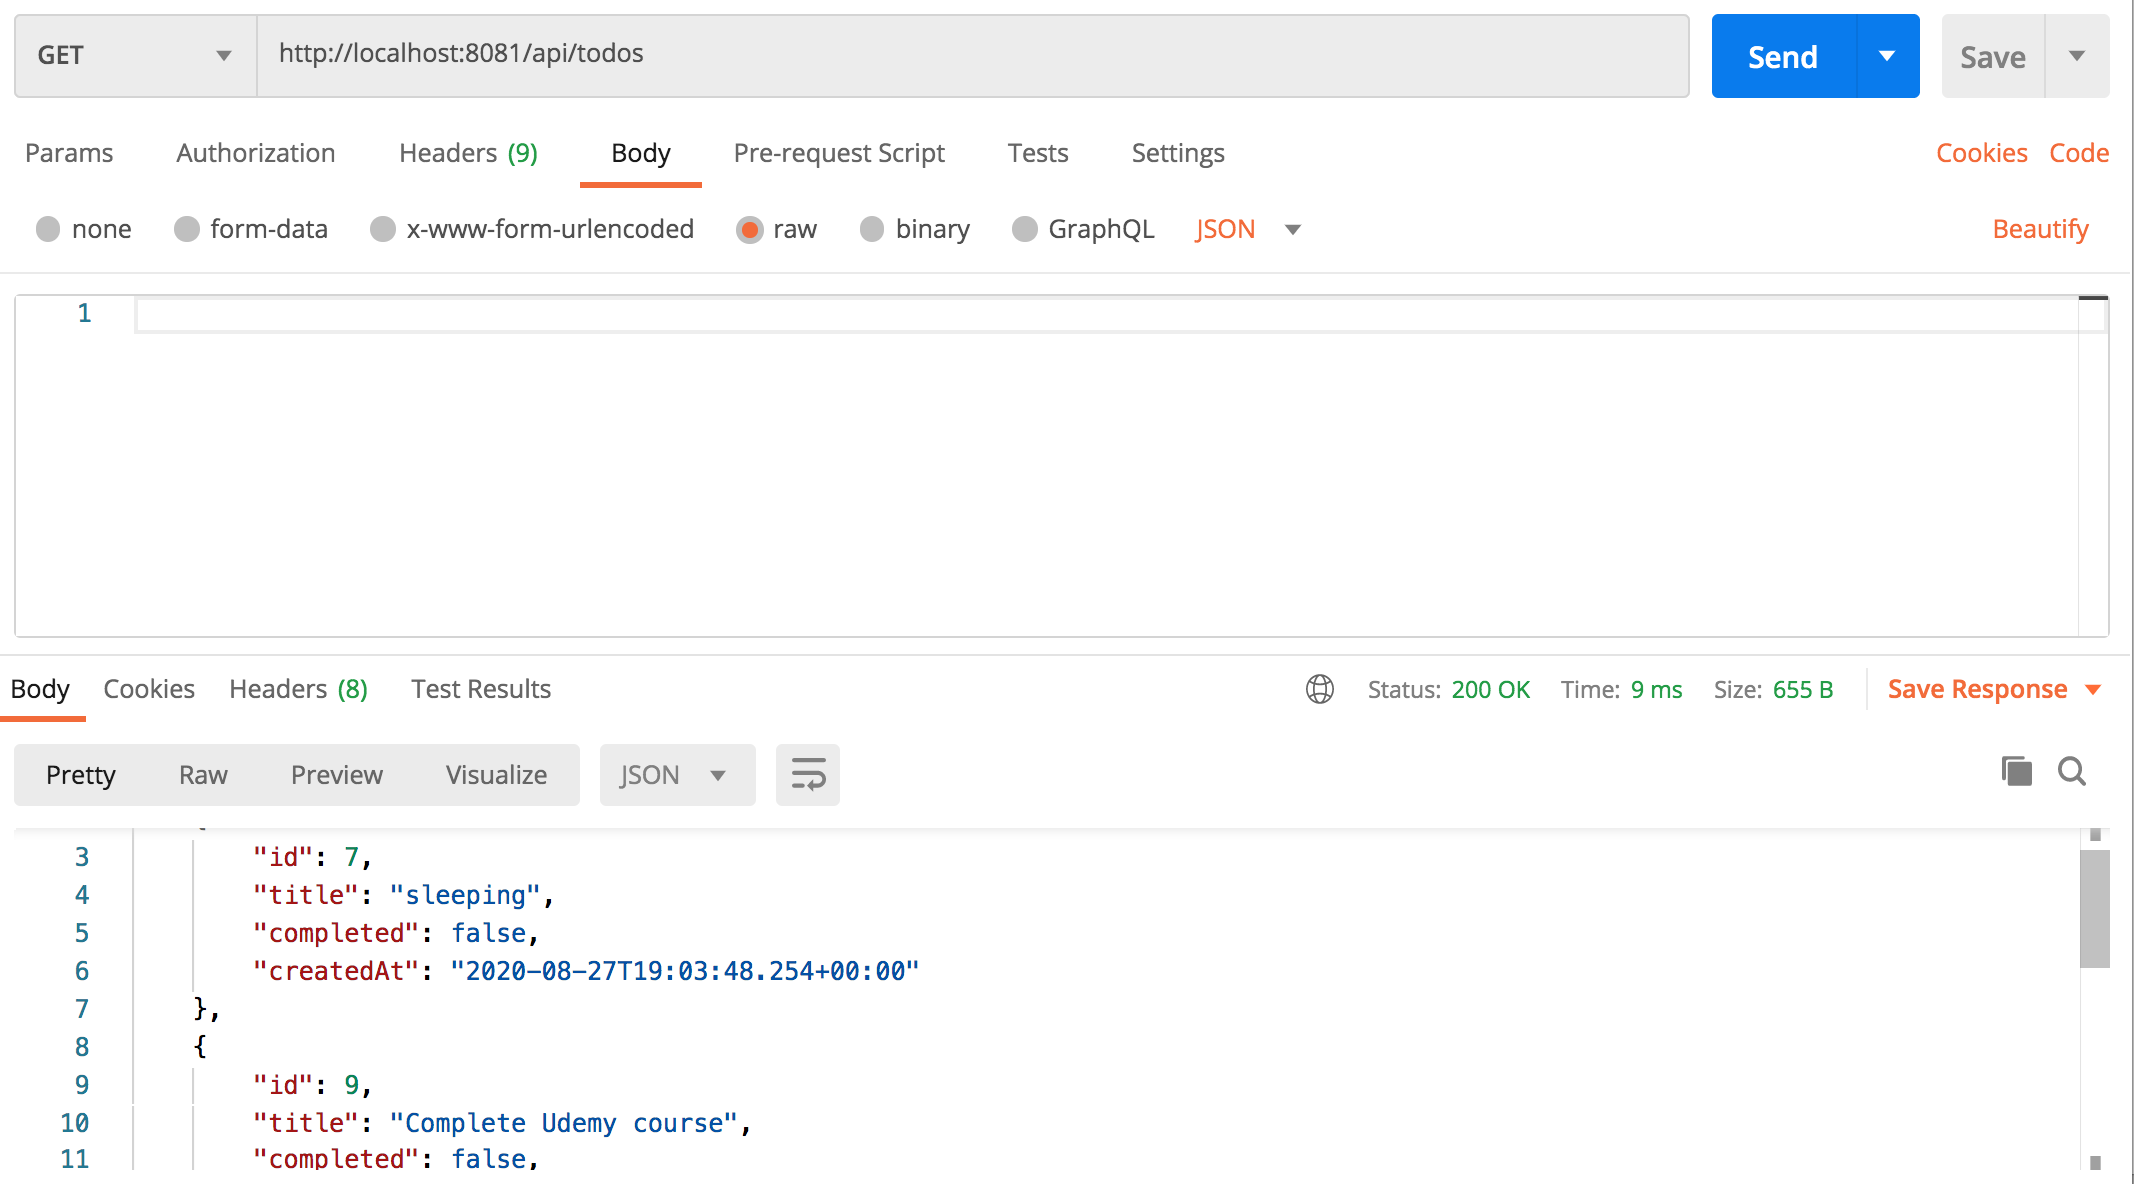 GET http://localhost:8081/api/todos Send Save
Params Authorization Headers (9) Body Pre-request Script Tests Settings Cookies Code
none form-data x-www-form-urlencoded raw binary GraphQL JSON Beautify
1
Body Cookies Headers (8) Test Results Status: 200 OK Time: 9 ms Size: 655 B Save Response
Pretty Raw Preview Visualize JSON
3 "id": 7,
4 "title": "sleeping",
5 "completed": false,
6 "createdAt": "2020-08-27T19:03:48.254+00:00"
7 },
8 {
9 "id": 9,
10 "title": "Complete Udemy course",
11 "completed": false,